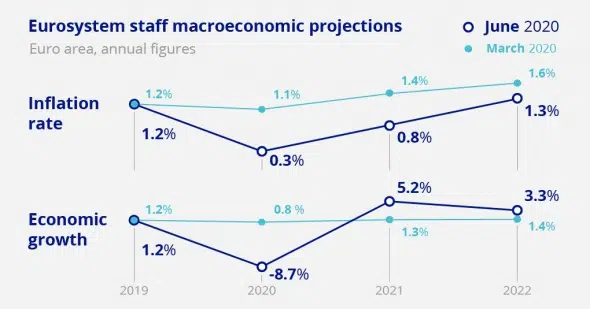 Eurosystem staff macroeconomic projections
June 2020
Euro area, annual figures
March 2020
Inflation
rate
1.2%
1.1%
1.4%
1.6%
1.2%
0.3%
0.8%
1.3%
Economic
growth
1.2%
0.8 %
5.2%
3.3%
1.2%
-8.7%
1.3%
1.4%
2019
2020
2021
2022